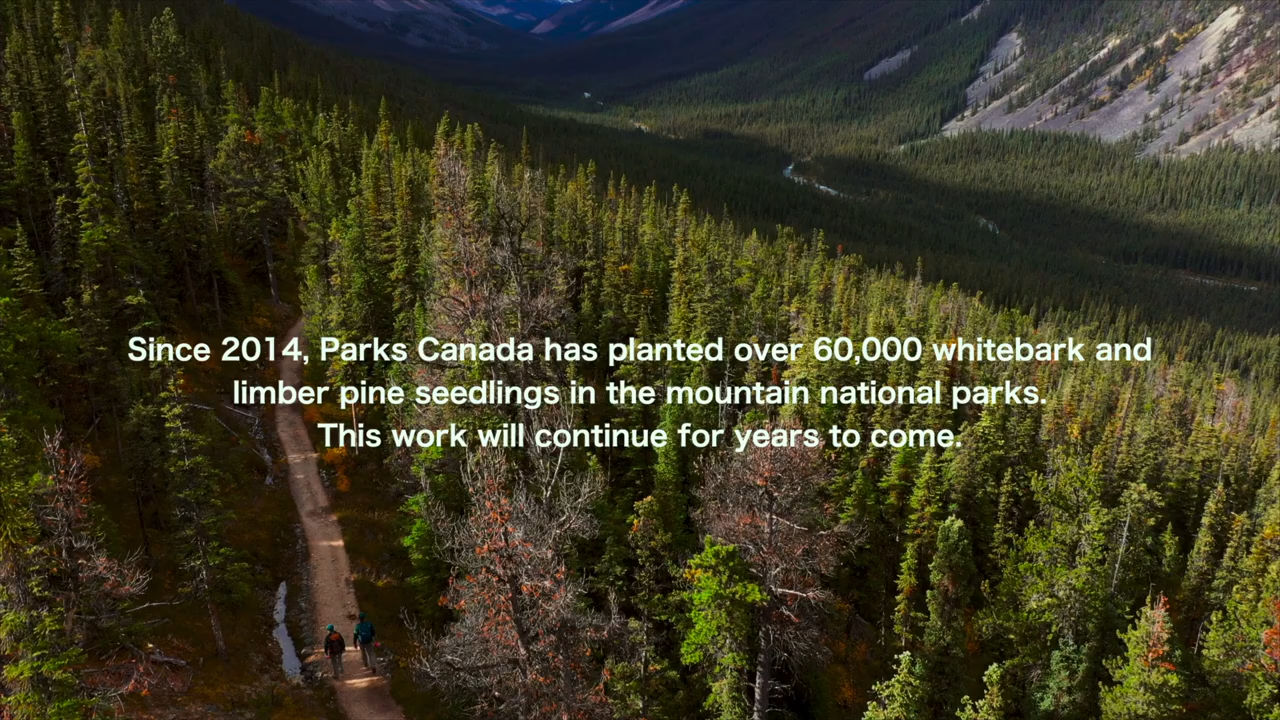 Since 2014, Parks Canada has planted over 60,000 whitebark and
limber pine seedlings in the mountain national parks.
This work will continue for years to come.